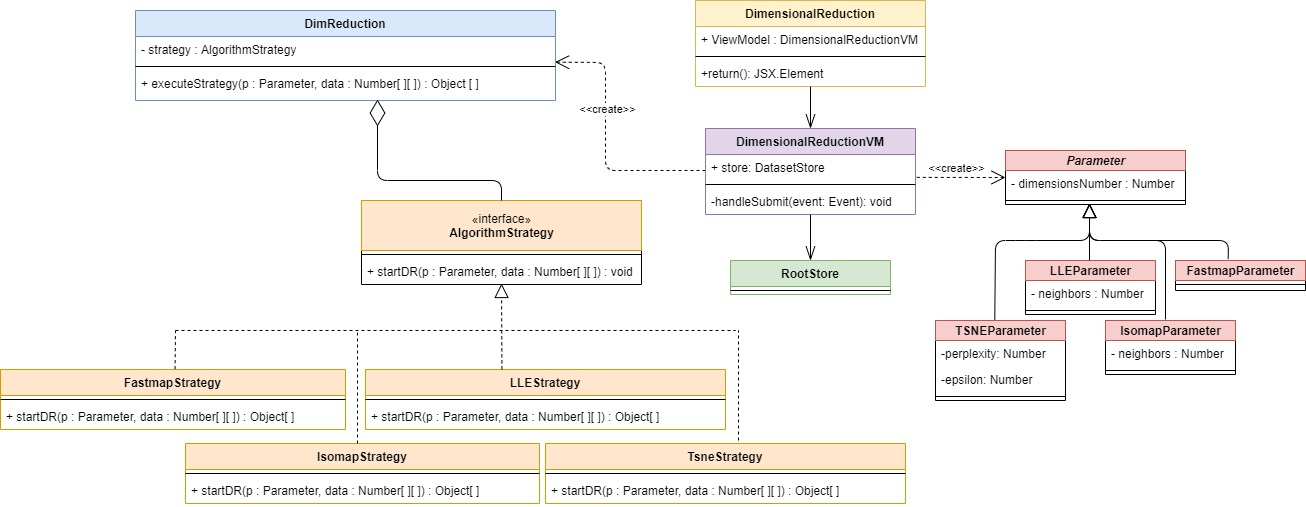 DimReduction
- strategy : AlgorithmStrategy
+ executeStrategy(p : Parameter, data : Number[ ][ ]) : Object [ ]
DimensionalReduction
+ ViewModel : DimensionalReductionVM
+return(): JSX.Element
<<create>>
DimensionalReductionVM
+ store: DatasetStore
-handleSubmit(event: Event): void
<<create>>
Parameter
- dimensionsNumber : Number
«interface»
AlgorithmStrategy
+ startDR(p : Parameter, data : Number[ ][ ]) : void
RootStore
LLEParameter
- neighbors : Number
FastmapParameter
TSNEParameter
-perplexity: Number
-epsilon: Number
IsomapParameter
- neighbors : Number
FastmapStrategy
+ startDR(p : Parameter, data : Number[ ][ ]) : Object[ ]
LLEStrategy
+ startDR(p : Parameter, data : Number[ ][ ]) : Object[ ]
IsomapStrategy
+ startDR(p : Parameter, data : Number[ ][ ]) : Object[ ]
TsneStrategy
+ startDR(p : Parameter, data : Number[ ][ ]) : Object[ ]